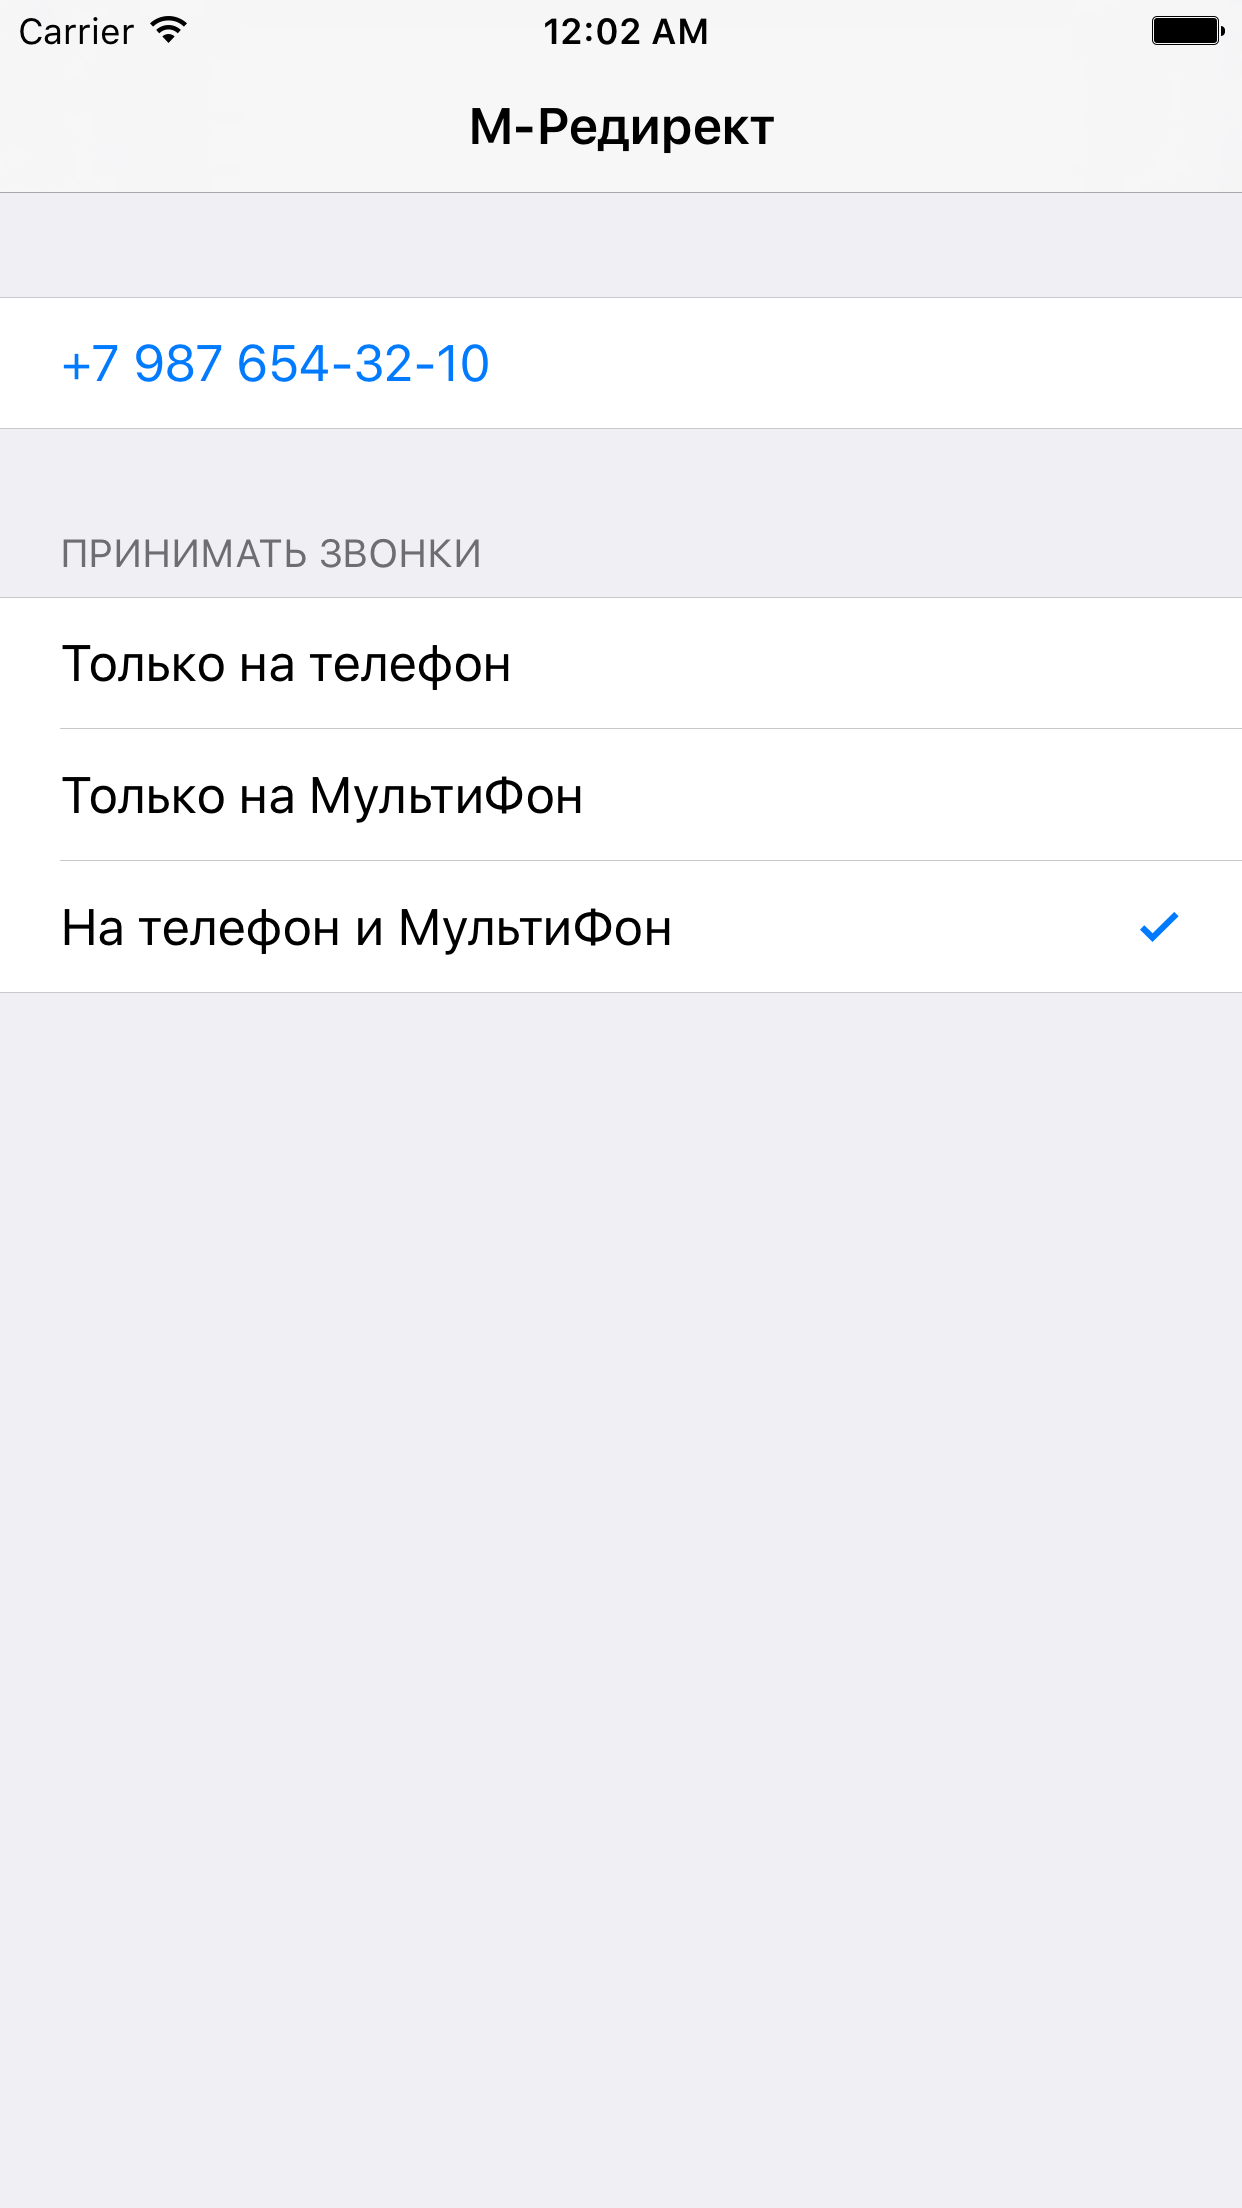 Carrier 12:02 AM
М-Редирект
+7 987 654-32-10
ПРИНИМАТЬ ЗВОНКИ
Только на телефон
Только на МультиФон
На телефон и МультиФон